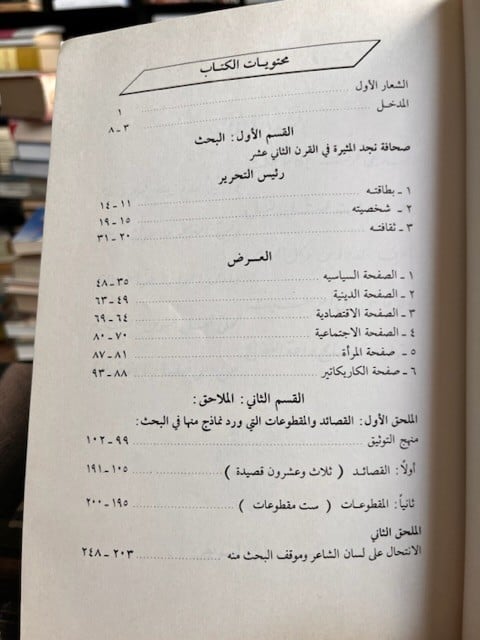 محتويات الكتاب
الشعار الأول ........ ١
المدخل ........ ٣ - ٨
القسم الأول: البحث
صحافة نجد المثيرة في القرن الثاني عشر
رئيس التحرير
١ - بطاقته ........ ١١ - ١٤
٢ - شخصيته ........ ١٥ - ١٩
٣ - ثقافته ........ ٢٠ - ٣١
العـرض
١ - الصفحة السياسيه ........ ٣٥ - ٤٨
٢ - الصفحة الدينية ........ ٤٩ - ٦٣
٣ - الصفحة الاقتصادية ........ ٦٤ - ٦٩
٤ - الصفحة الاجتماعية ........ ٧٠ - ٨٠
٥ - صفحة المرأة ........ ٨١ - ٨٧
٦ - صفحة الكاريكاتير ........ ٨٨ - ٩٣
القسم الثاني: الملاحق:
الملحق الأول: القصائد والمقطوعات التي ورد نماذج منها في البحث:
منهج التوثيق ........ ٩٩ - ١٠٢
أولاً: القصائـد ( ثلاث وعشرون قصيدة ) ........ ١٠٥ - ١٩١
ثانياً: المقطوعـات ( ست مقطوعات ) ........ ١٩٥ - ٢٠٠
الملحق الثاني
الانتحال على لسان الشاعر وموقف البحث منه ........ ٢٠٣ - ٢٤٨